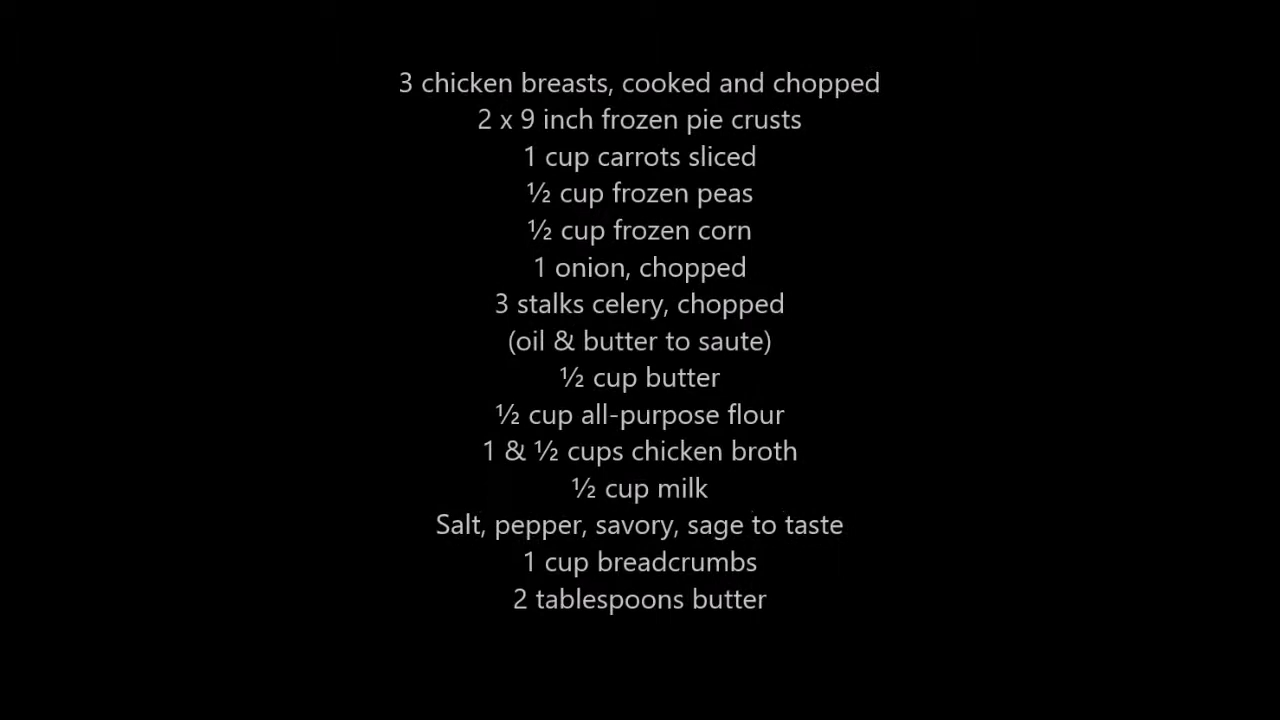 3 chicken breasts, cooked and chopped
2 x 9 inch frozen pie crusts
1 cup carrots sliced
½ cup frozen peas
½ cup frozen corn
1 onion, chopped
3 stalks celery, chopped
(oil & butter to saute)
½ cup butter
½ cup all-purpose flour
1 & ½ cups chicken broth
½ cup milk
Salt, pepper, savory, sage to taste
1 cup breadcrumbs
2 tablespoons butter